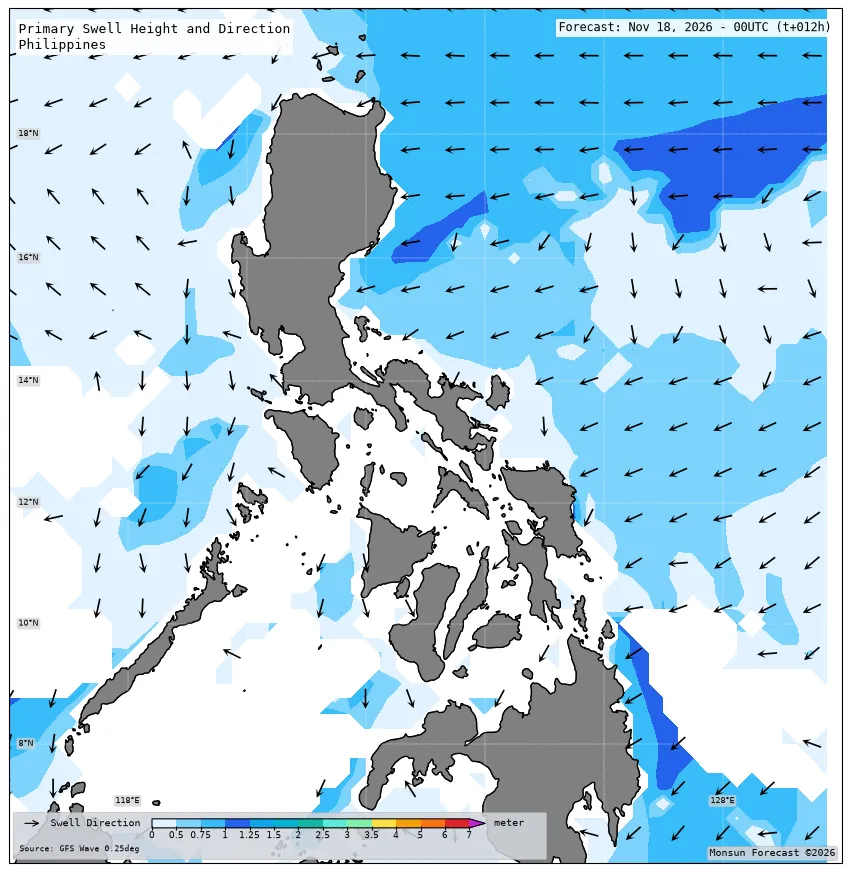 Primary Swell Height and Direction
Philippines
Forecast: Nov 18, 2026 - 00UTC (t+012h)
18°N
16°N
14°N
12°N
10°N
8°N
118°E
128°E
Swell Direction
meter
0 0.5 0.75 1 1.25 1.5 2 2.5 3 3.5 4 5 6 7
Source: GFS Wave 0.25deg
Monsun Forecast ©2026